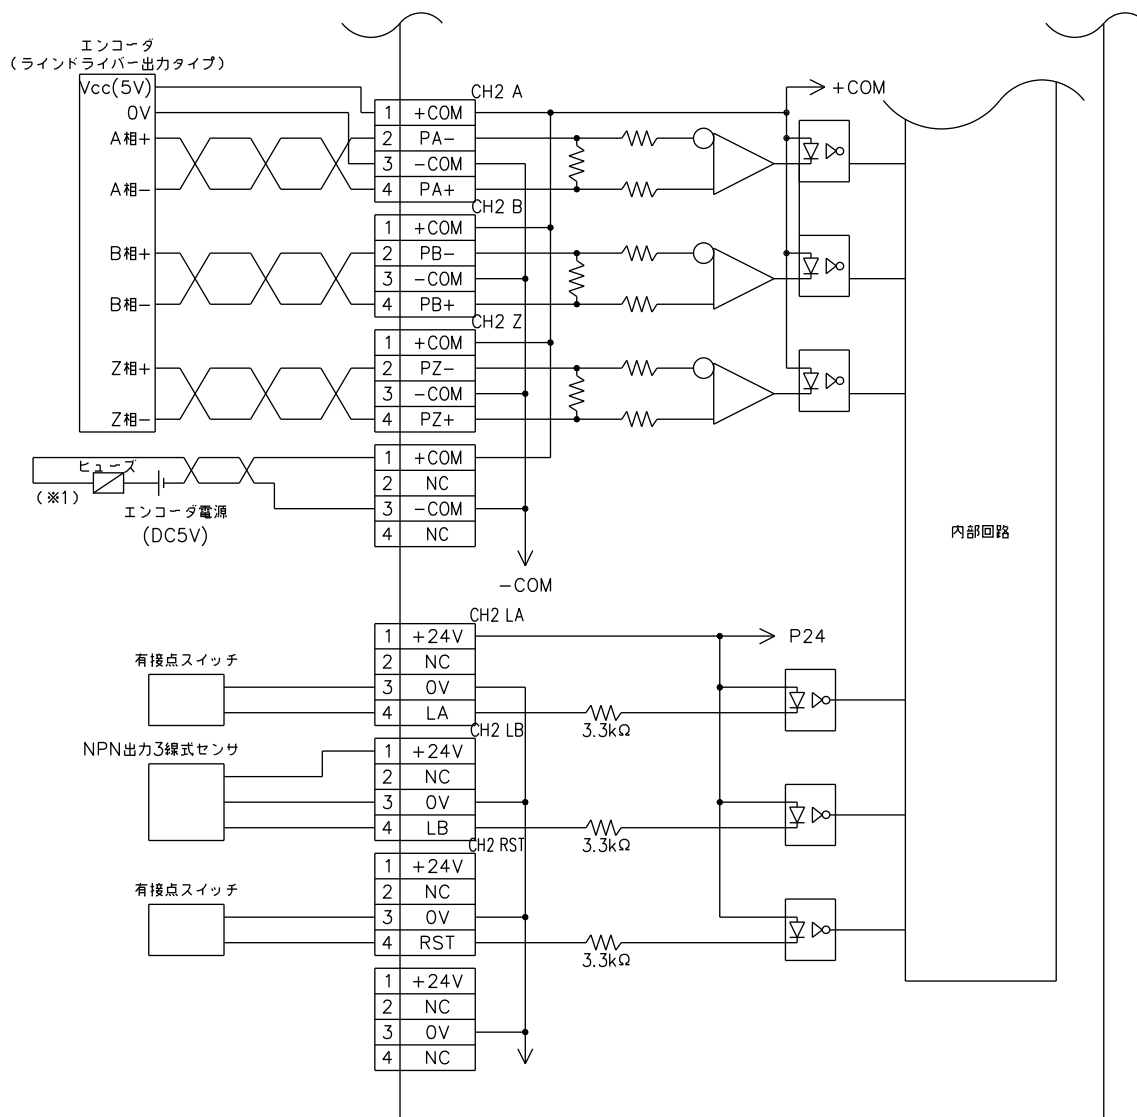 エンコーダ
(ラインドライバー出力タイプ)
Vcc(5V)
0V
A相+
A相-
B相+
B相-
Z相+
Z相-
CH2 A
1 +COM
2 PA-
3 -COM
4 PA+
CH2 B
1 +COM
2 PB-
3 -COM
4 PB+
CH2 Z
1 +COM
2 PZ-
3 -COM
4 PZ+
1 +COM
2 NC
3 -COM
4 NC
+COM
ヒューズ
(※1)
エンコーダ電源
(DC5V)
-COM
内部回路
CH2 LA
1 +24V
2 NC
3 0V
4 LA
P24
有接点スイッチ
3.3kΩ
CH2 LB
NPN出力3線式センサ
1 +24V
2 NC
3 0V
4 LB
3.3kΩ
CH2 RST
1 +24V
2 NC
3 0V
4 RST
有接点スイッチ
3.3kΩ
1 +24V
2 NC
3 0V
4 NC